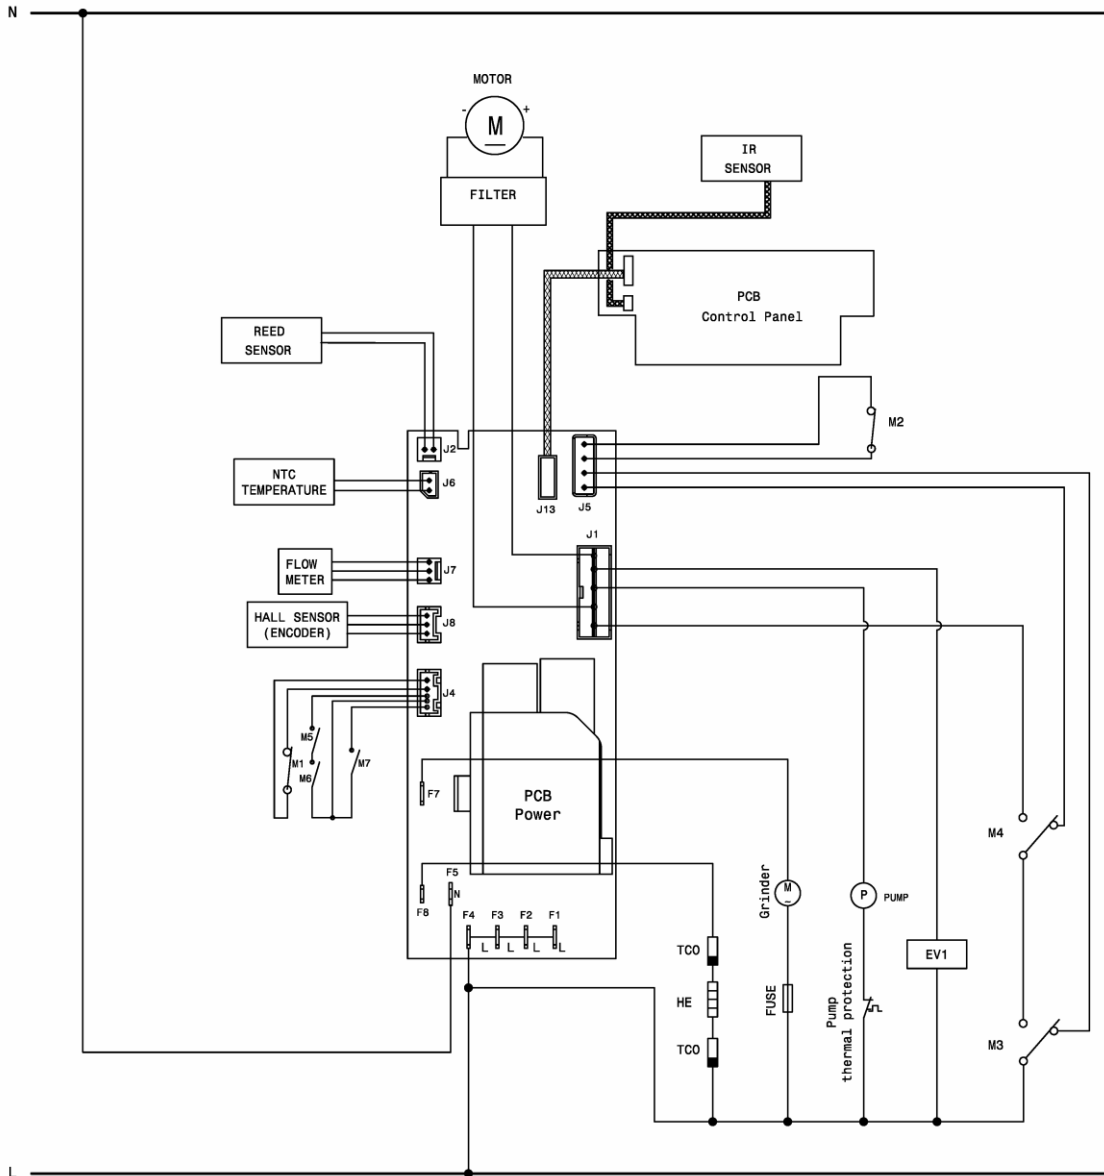 N
MOTOR
- +
M
FILTER
IR
SENSOR
PCB
Control Panel
REED
SENSOR
M2
J2
NTC
TEMPERATURE
J6
J13
J5
J1
FLOW
METER
J7
HALL SENSOR
(ENCODER)
J8
J4
M5
M1
M7
M6
PCB
Power
F7
M4
F5
N
F8
F4 F3 F2 F1
L L L L
Grinder
M
P
PUMP
TCO
EV1
HE
FUSE
Pump
thermal protection
TCO
M3
L